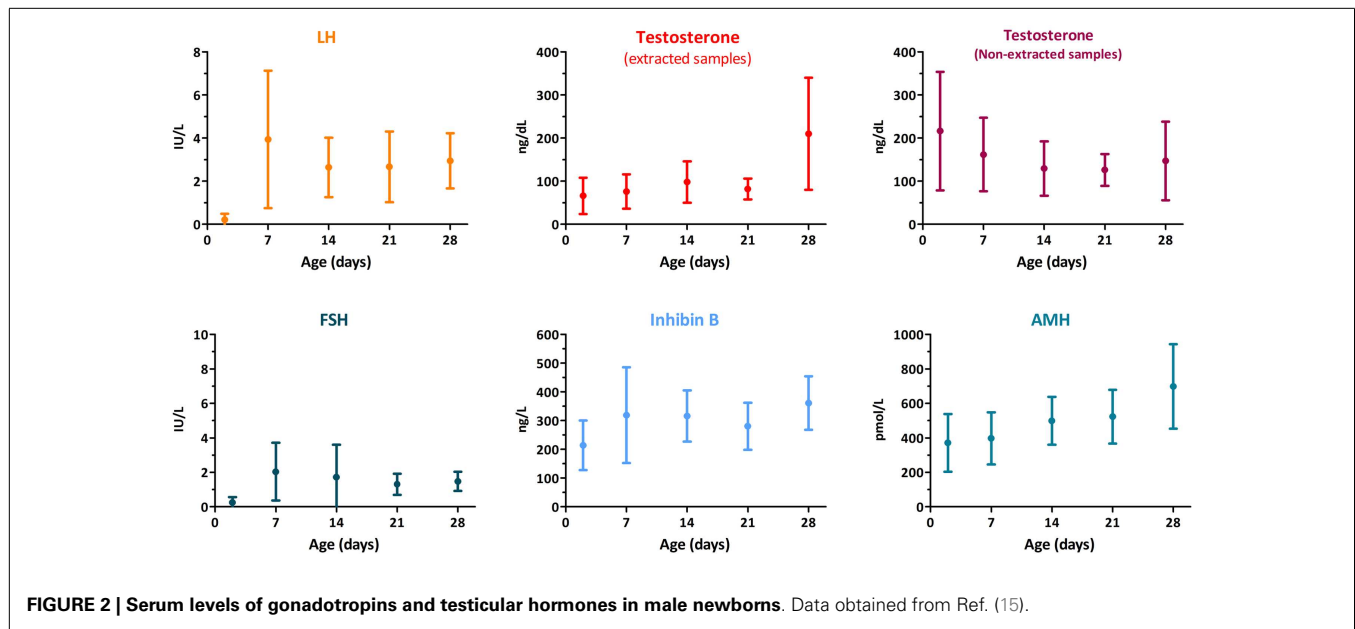 LH
8
6
4
2
0
IU/L
0 7 14 21 28
Age (days)
Testosterone
(extracted samples)
400
300
200
100
0
ng/dL
0 7 14 21 28
Age (days)
Testosterone
(Non-extracted samples)
400
300
200
100
0
ng/dL
0 7 14 21 28
Age (days)
FSH
10
8
6
4
2
0
IU/L
0 7 14 21 28
Age (days)
Inhibin B
600
500
400
300
200
100
0
ng/L
0 7 14 21 28
Age (days)
AMH
1000
800
600
400
200
0
pmol/L
0 7 14 21 28
Age (days)
FIGURE 2 | Serum levels of gonadotropins and testicular hormones in male newborns. Data obtained from Ref. (15).